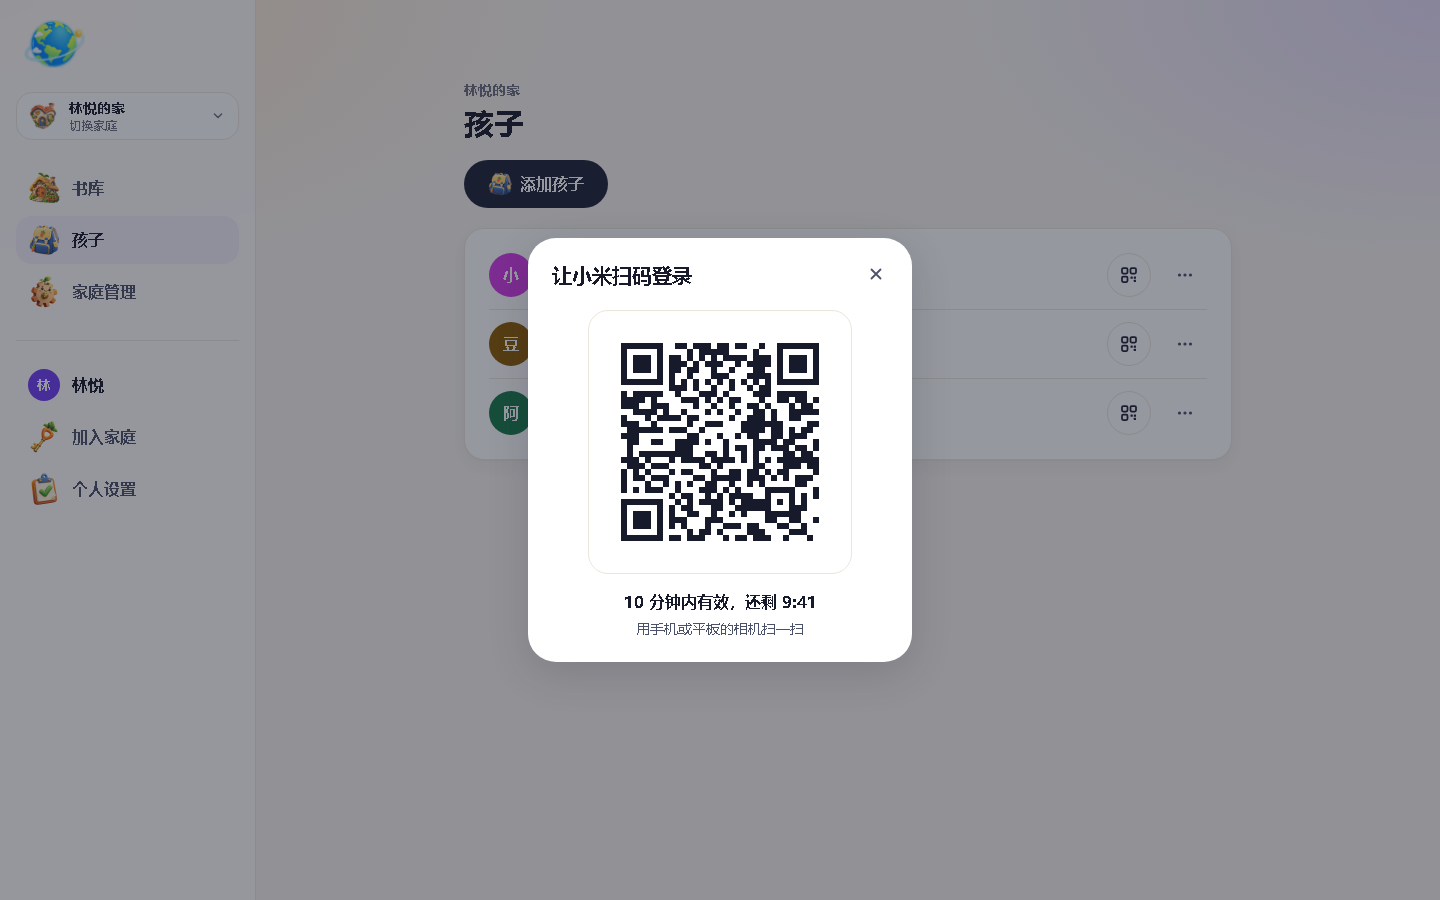 林悦的家
切换家庭
书库
孩子
家庭管理
林
林悦
加入家庭
个人设置
林悦的家
孩子
添加孩子
小
豆
阿
让小米扫码登录
10 分钟内有效，还剩 9:41
用手机或平板的相机扫一扫